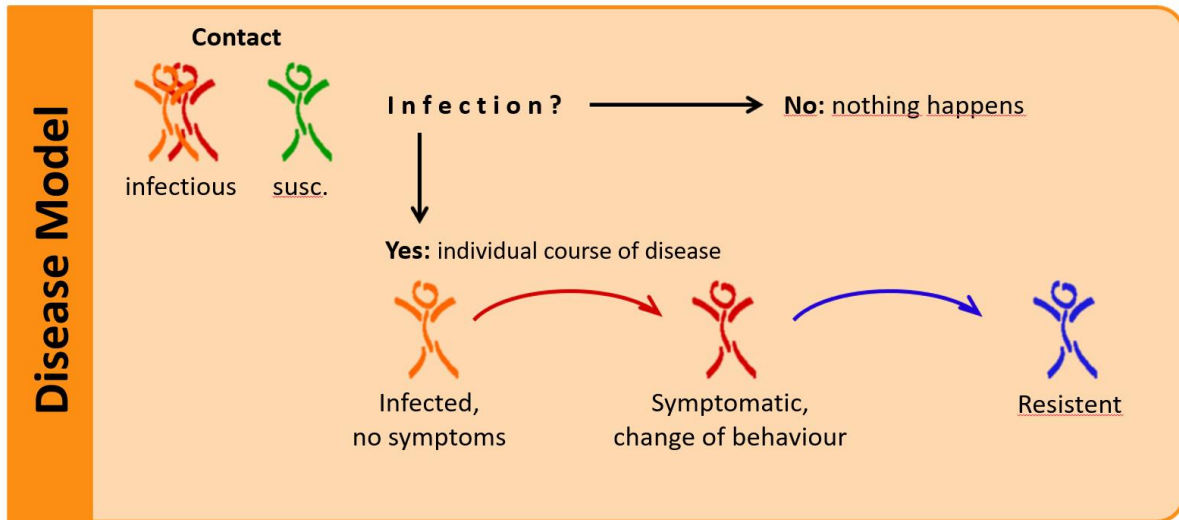 Disease Model
Contact
infectious
susc.
Infection?
No: nothing happens
Yes: individual course of disease
Infected,
no symptoms
Symptomatic,
change of behaviour
Resistent